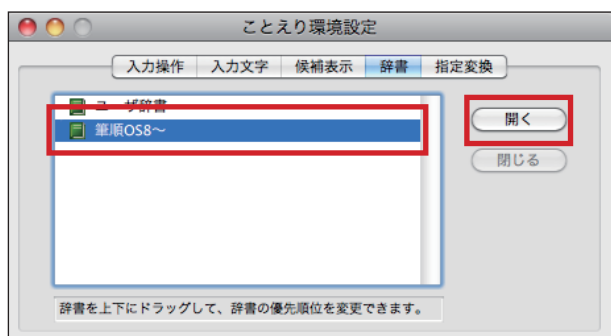 ことえり環境設定
入力操作 入力文字 候補表示 辞書 指定変換
ユーザ辞書
筆順OS8〜
開く
閉じる
辞書を上下にドラッグして、辞書の優先順位を変更できます。